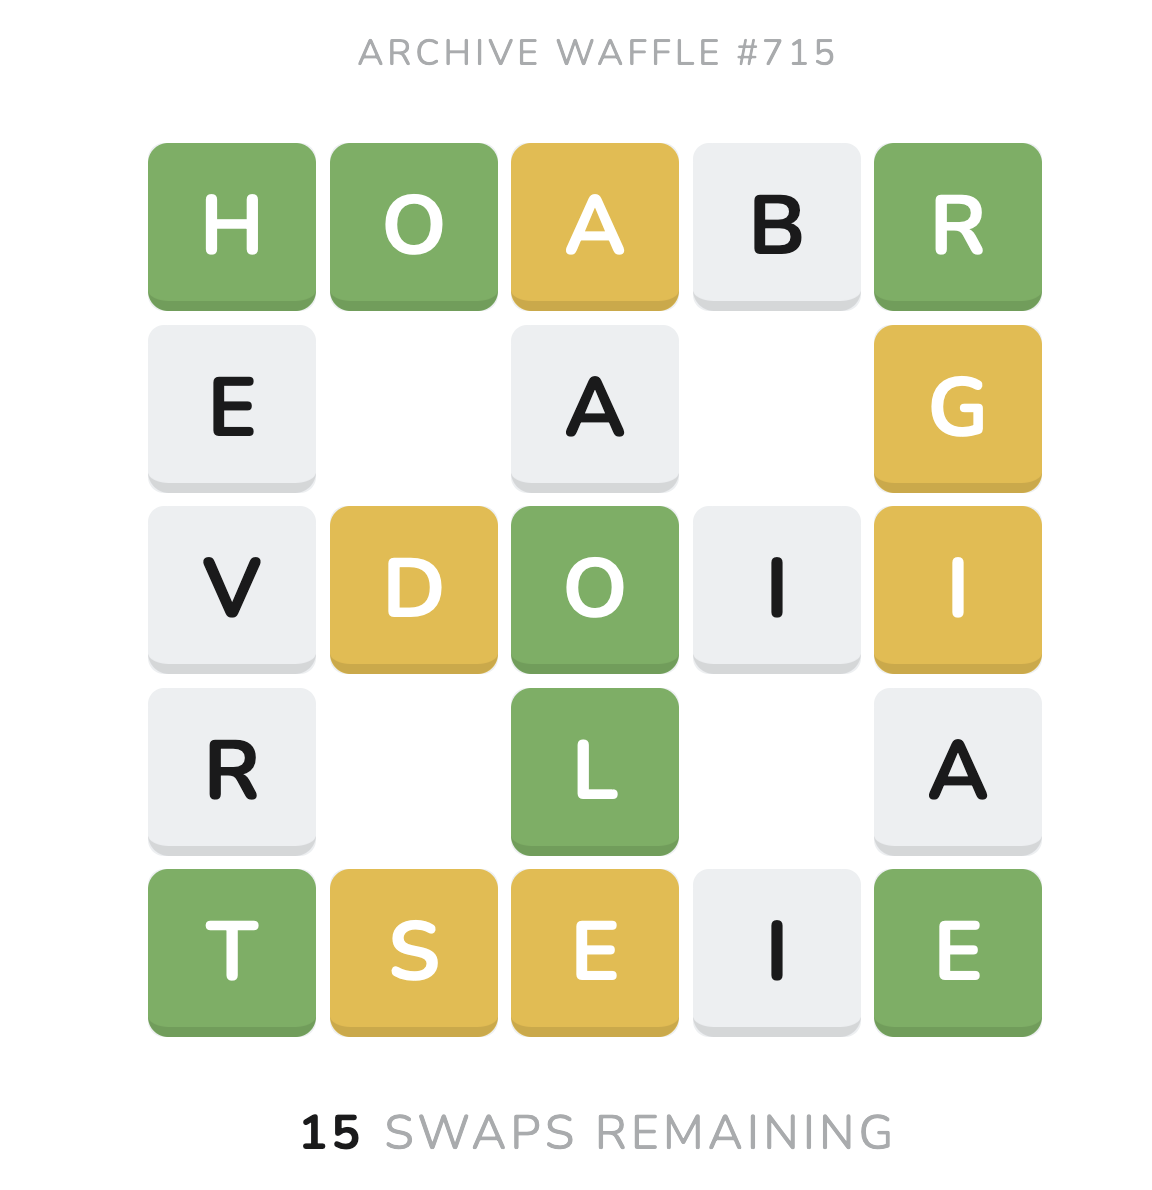 ARCHIVE WAFFLE #715
H O A B R
E A G
V D O I I
R L A
T S E I E
15 SWAPS REMAINING